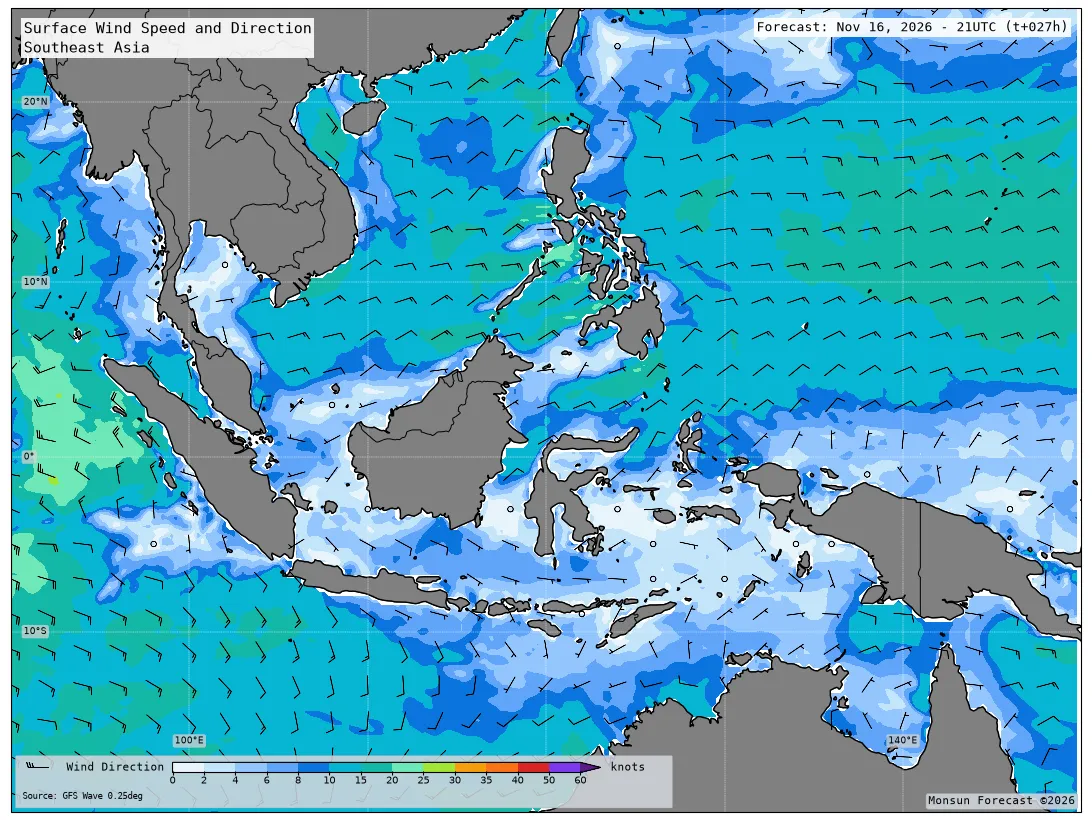 Surface Wind Speed and Direction
Southeast Asia
Forecast: Nov 16, 2026 - 21UTC (t+027h)
20°N
10°N
0°
10°S
100°E
140°E
Wind Direction
0 2 4 6 8 10 15 20 25 30 35 40 50 60
knots
Source: GFS Wave 0.25deg
Monsun Forecast ©2026